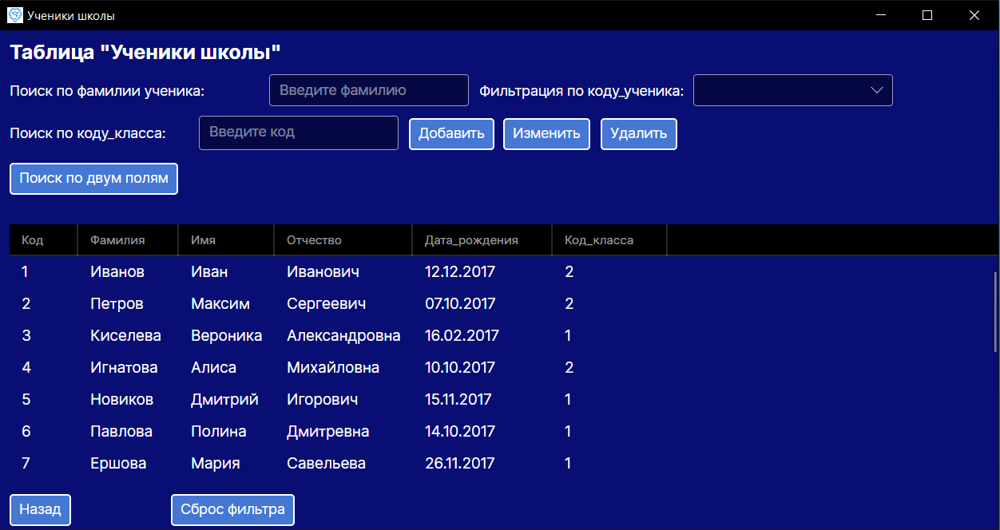 Ученики школы
Таблица "Ученики школы"
Поиск по фамилии ученика: Введите фамилию Фильтрация по коду_ученика:
Поиск по коду_класса: Введите код Добавить Изменить Удалить
Поиск по двум полям
Код Фамилия Имя Отчество Дата_рождения Код_класса
1 Иванов Иван Иванович 12.12.2017 2
2 Петров Максим Сергеевич 07.10.2017 2
3 Киселева Вероника Александровна 16.02.2017 1
4 Игнатова Алиса Михайловна 10.10.2017 2
5 Новиков Дмитрий Игорович 15.11.2017 1
6 Павлова Полина Дмитревна 14.10.2017 1
7 Ершова Мария Савельева 26.11.2017 1
Назад Сброс фильтра